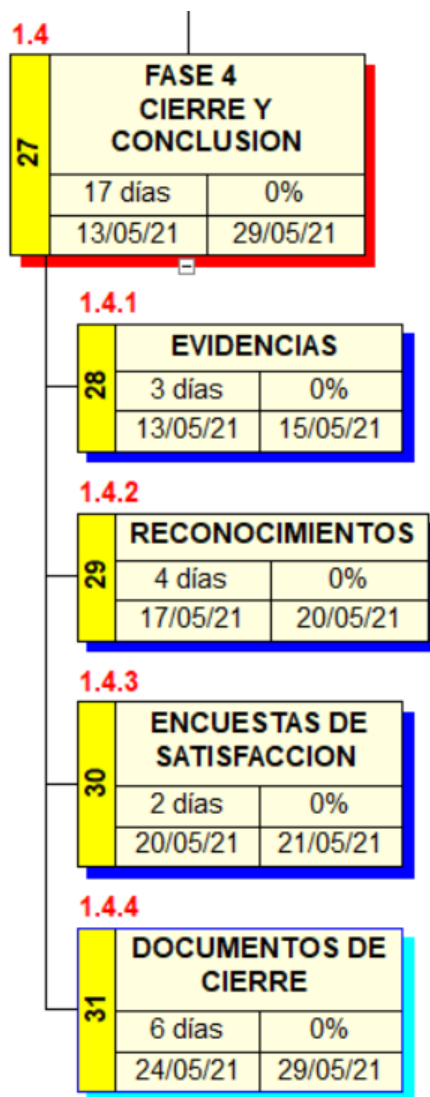 1.4
27
FASE 4
CIERRE Y
CONCLUSION
17 días 0%
13/05/21 29/05/21
1.4.1
28
EVIDENCIAS
3 días 0%
13/05/21 15/05/21
1.4.2
29
RECONOCIMIENTOS
4 días 0%
17/05/21 20/05/21
1.4.3
30
ENCUESTAS DE
SATISFACCION
2 días 0%
20/05/21 21/05/21
1.4.4
31
DOCUMENTOS DE
CIERRE
6 días 0%
24/05/21 29/05/21